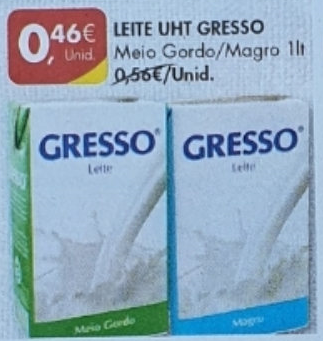 0,46€
Unid.
LEITE UHT GRESSO
Meio Gordo/Magro 1lt
0,56€/Unid.
GRESSO®
Leite
Meio Gordo
GRESSO®
Leite
Magro
ESSO